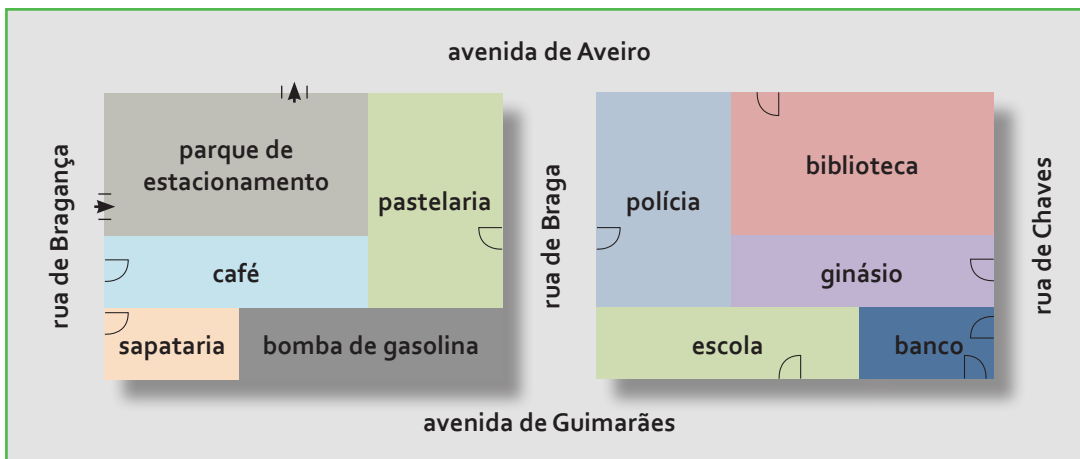 avenida de Aveiro
rua de Bragança
parque de
estacionamento
pastelaria
café
sapataria
bomba de gasolina
rua de Braga
polícia
biblioteca
ginásio
escola
banco
rua de Chaves
avenida de Guimarães